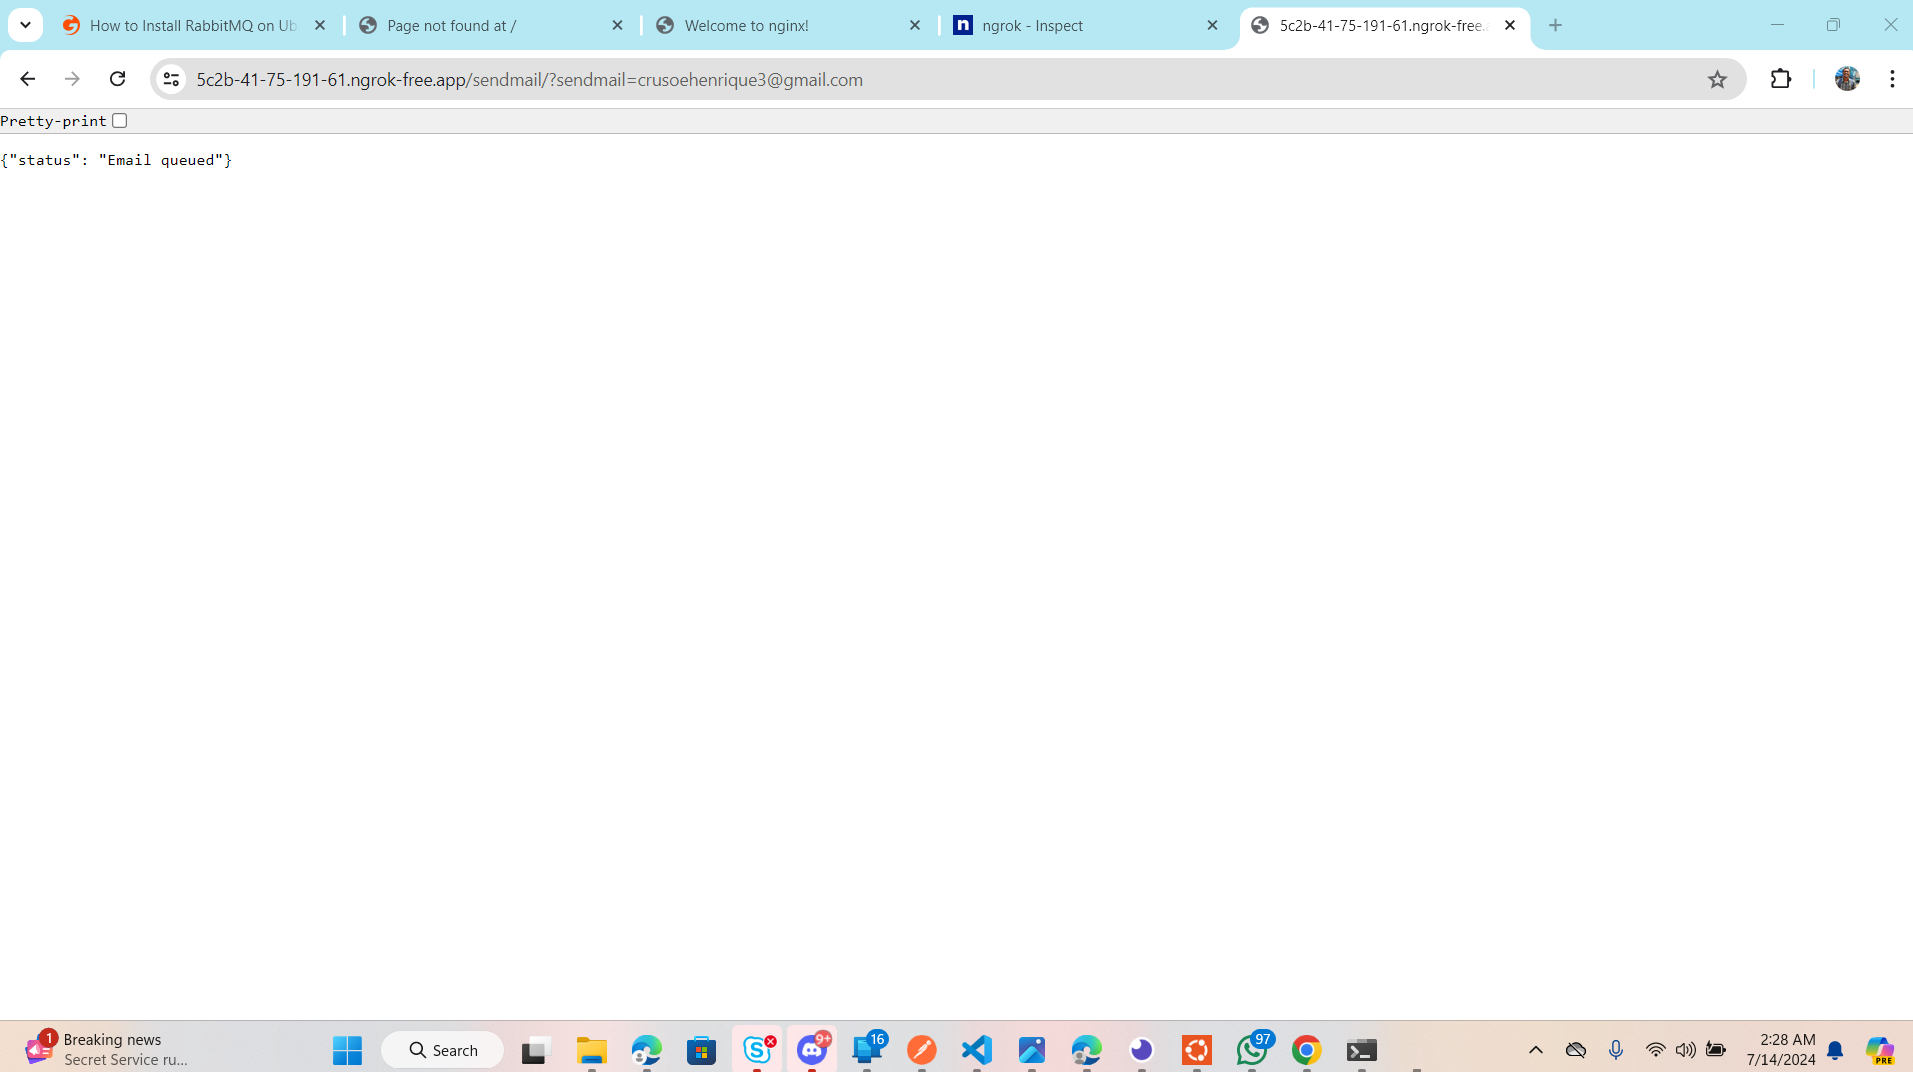 How to Install RabbitMQ on Ub
Page not found at /
Welcome to nginx!
n ngrok - Inspect
5c2b-41-75-191-61.ngrok-free.a
5c2b-41-75-191-61.ngrok-free.app/sendmail/?sendmail=crusoehenrique3@gmail.com
Pretty-print
{"status": "Email queued"}
1
Breaking news
Secret Service ru...
Search
S
9+
16
97
PRE
2:28 AM
7/14/2024